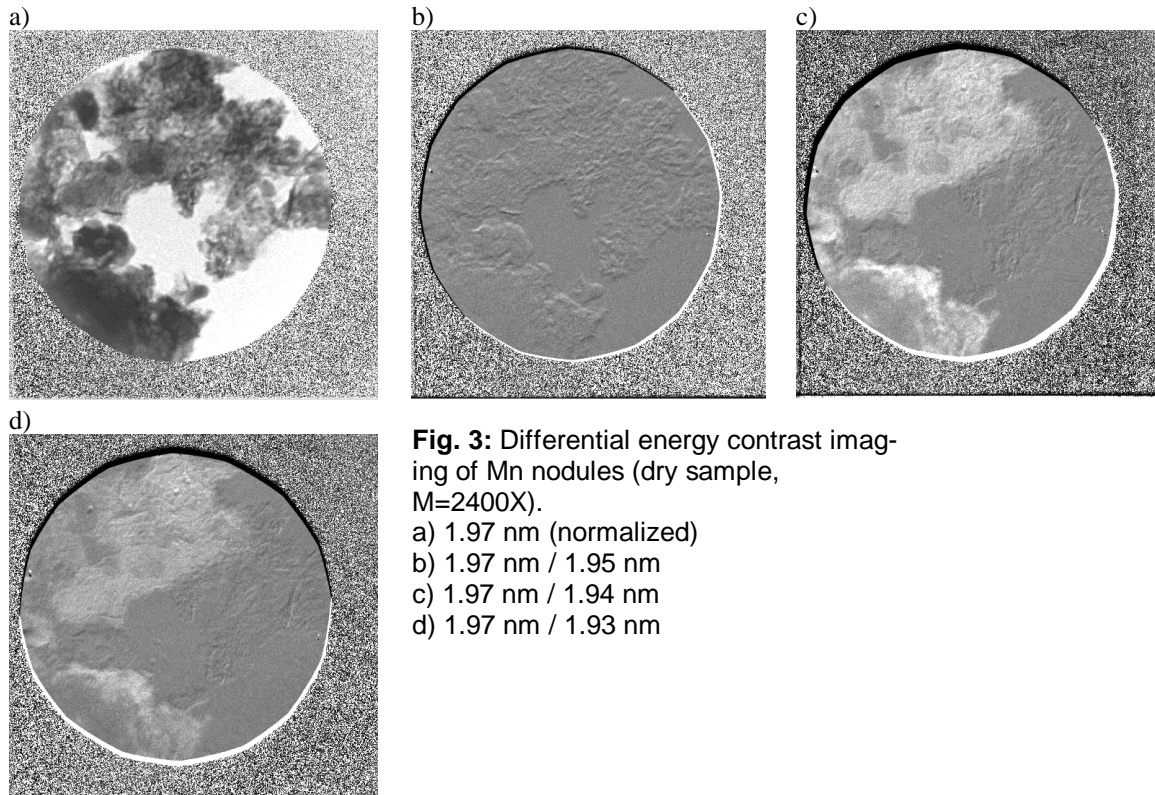 a)
b)
c)
d)
Fig. 3: Differential energy contrast imag-
ing of Mn nodules (dry sample,
M=2400X).
a) 1.97 nm (normalized)
b) 1.97 nm / 1.95 nm
c) 1.97 nm / 1.94 nm
d) 1.97 nm / 1.93 nm